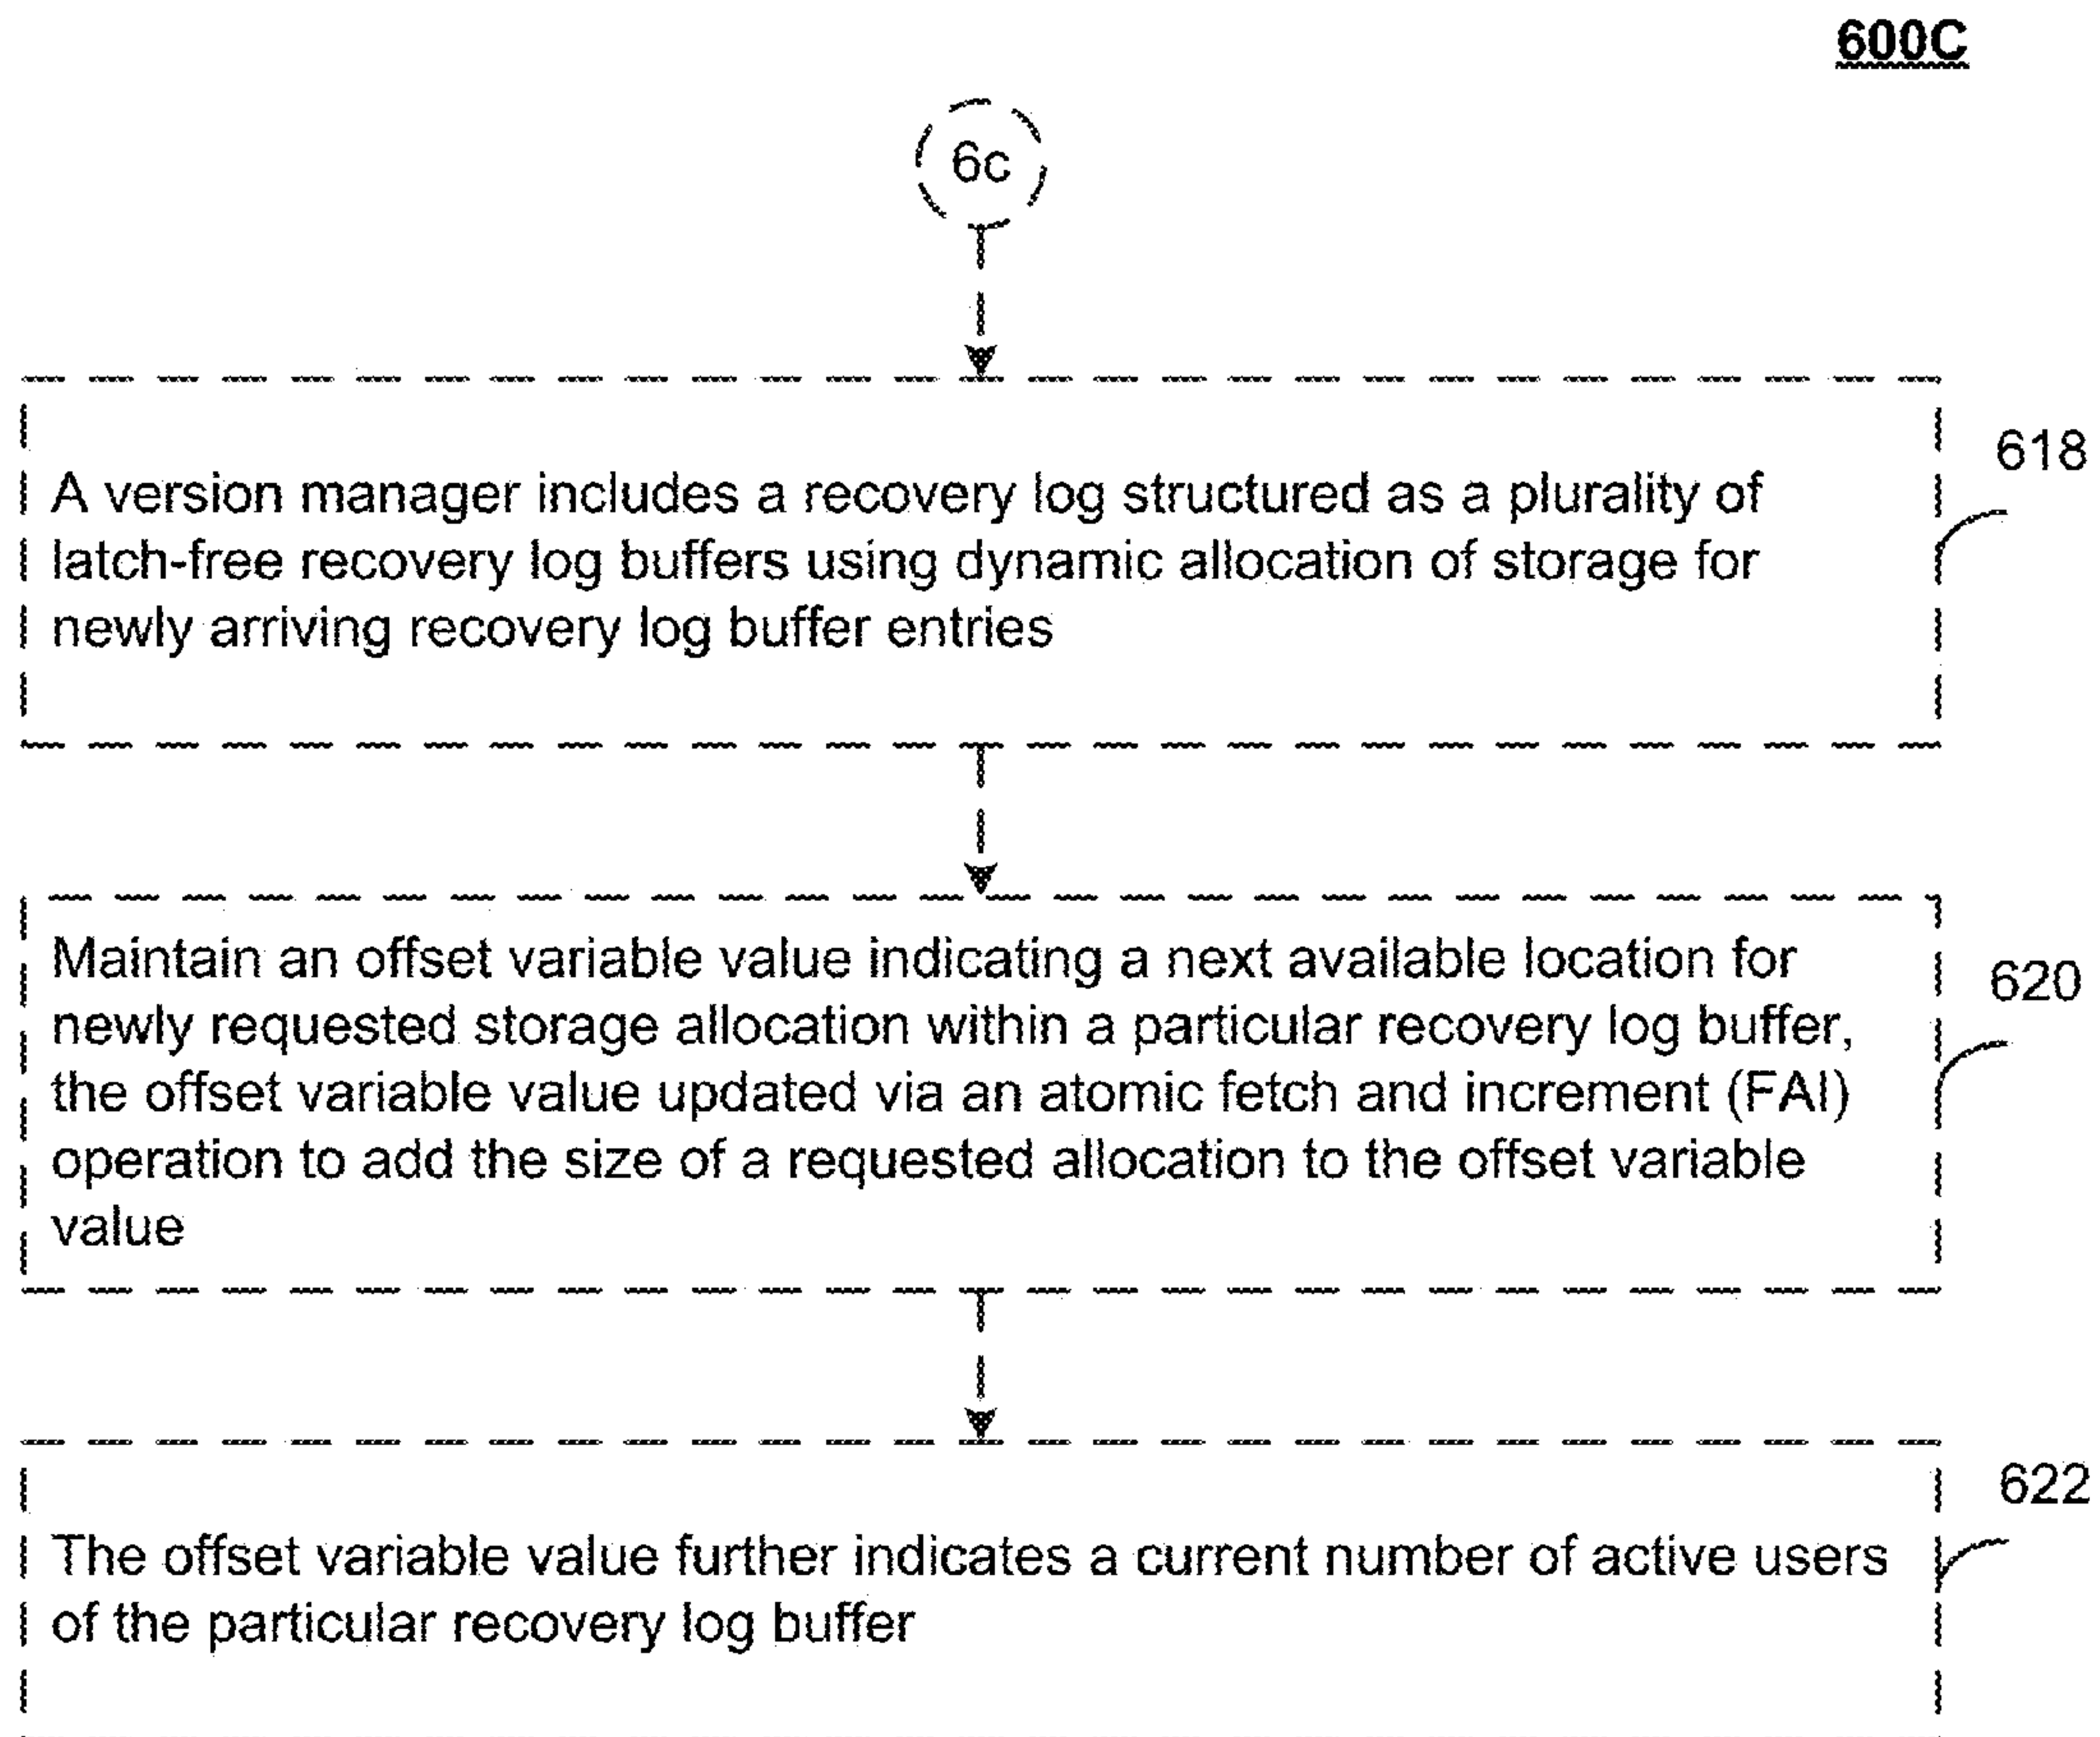 600C
6c
618
A version manager includes a recovery log structured as a plurality of
latch-free recovery log buffers using dynamic allocation of storage for
newly arriving recovery log buffer entries
620
Maintain an offset variable value indicating a next available location for
newly requested storage allocation within a particular recovery log buffer,
the offset variable value updated via an atomic fetch and increment (FAI)
operation to add the size of a requested allocation to the offset variable
value
622
The offset variable value further indicates a current number of active users
of the particular recovery log buffer